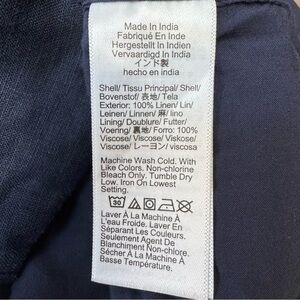 Made In India
Fabriqué En Inde
Hergestellt In Indien
Vervaardigd In India
インド製
hecho en india
Shell/ Tissu Principal/ Shell/
Bovenstof/ 表地/ Tela
Exterior: 100% Linen/ Lin/
Leinen/ Linnen/ 麻/ lino
Lining/ Doublure/ Futter/
Voering/ 裏地/ Forro: 100%
Viscose/ Viscose/ Viskose/
Viscose/ レーヨン/ viscosa
Machine Wash Cold. With
Like Colors. Non-chlorine
Bleach Only. Tumble Dry
Low. Iron On Lowest
Setting.
30
Laver À La Machine À
L'eau Froide. Laver En
Séparant Les Couleurs.
Seulement Agent De
Blanchiment Non-chlore.
Sécher À La Machine À
Basse Température.